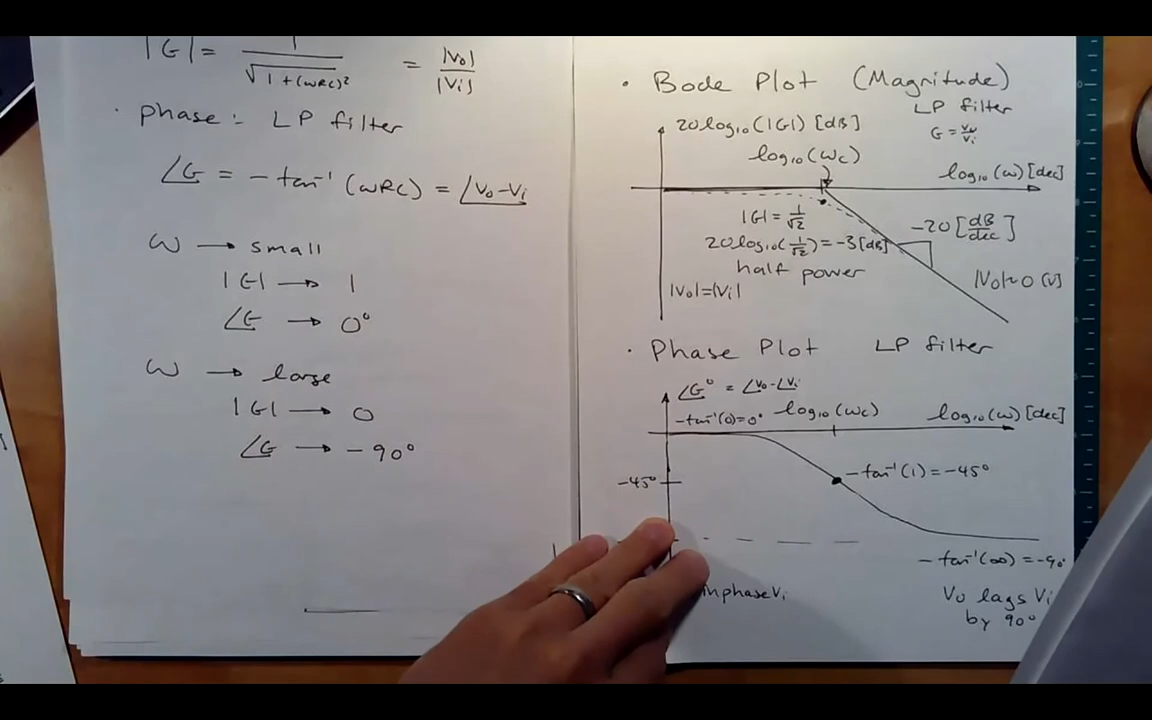 |G| = 1/√(1+(ωRC)²) = |Vo|/|Vi|
· phase: LP filter
∠G = -tan⁻¹(ωRC) = ∠Vo-Vi
ω → small
|G| → 1
∠G → 0°
ω → large
|G| → 0
∠G → -90°
· Bode Plot (Magnitude)
LP filter
20log₁₀(|G|) [dB]
G = Vo/Vi
log₁₀(ωc)
log₁₀(ω) [dec]
|G| = 1/√2
-20 [dB/dec]
20log₁₀(1/√2) = -3[dB]
half power
|Vo|≈0 (V)
|Vo|=|Vi|
· Phase Plot LP filter
∠G° = ∠Vo-∠Vi
-tan⁻¹(0)=0°
log₁₀(ωc)
log₁₀(ω) [dec]
-tan⁻¹(1) = -45°
-45°
-tan⁻¹(∞) = -90°
inphase Vi
Vo lags Vi
by 90°